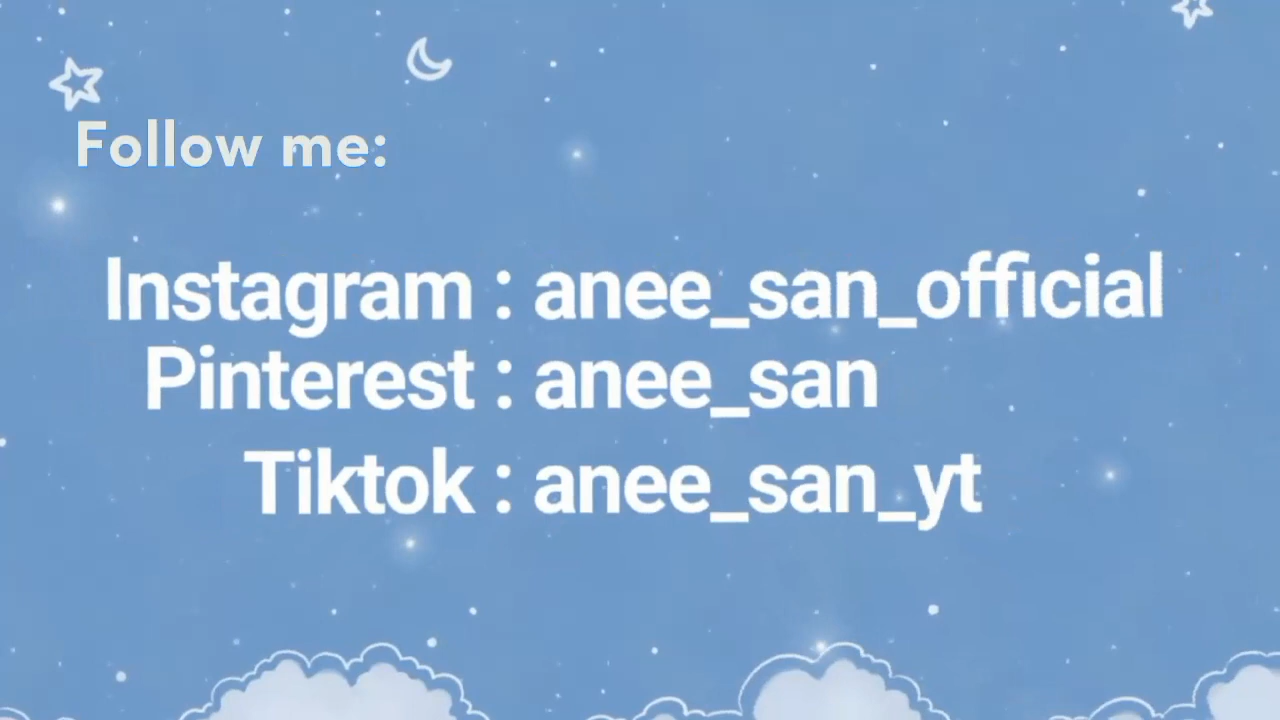 Follow me:
Instagram : anee_san_official
Pinterest : anee_san
Tiktok : anee_san_yt